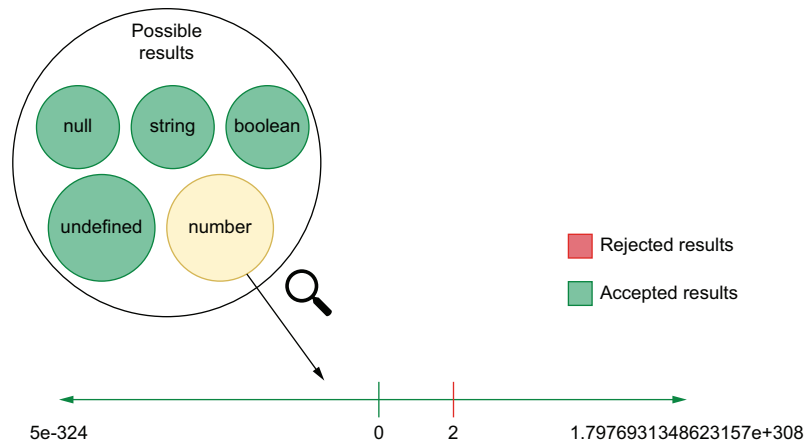 Possible
results
null
string
boolean
undefined
number
Rejected results
Accepted results
5e-324
0
2
1.7976931348623157e+308